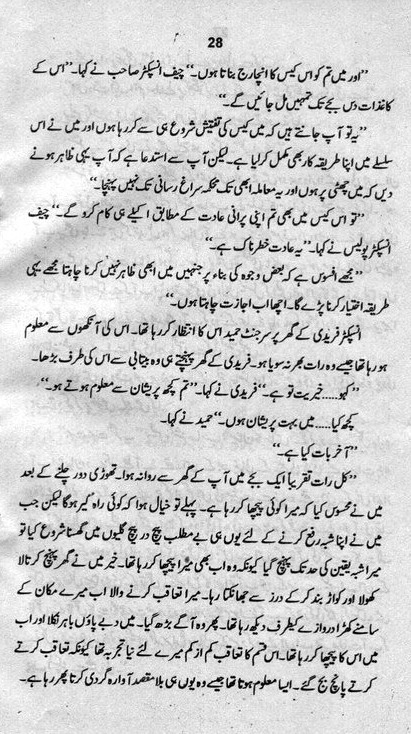 28
”اور میں تم کو اس کیس کا انچارج بناتا ہوں۔“ چیف انسپکٹر صاحب نے کہا۔ ”اس کے
کاغذات دس بجے تک تمہیں مل جائیں گے۔“
”یہ تو آپ جانتے ہیں کہ میں کیس کی تفتیش شروع ہی سے کر رہا ہوں اور میں نے اس
سلسلے میں اپنا طریقہ کار بھی مکمل کر لیا ہے۔ لیکن آپ سے استدعا ہے کہ آپ یہی ظاہر ہونے
دیں کہ میں چھٹی پر ہوں اور یہ معاملہ ابھی تک محکمہ سراغ رسانی تک نہیں پہنچا۔“
”تو اس کیس میں بھی تم اپنی پرانی عادت کے مطابق اکیلے ہی کام کرو گے۔“ چیف
انسپکٹر پولیس نے کہا۔ ”یہ عادت خطرناک ہے۔“
”مجھے افسوس ہے کہ بعض وجوہ کی بناء پر جنہیں میں ابھی ظاہر نہیں کرنا چاہتا مجھے یہی
طریقہ اختیار کرنا پڑے گا۔ اچھا اب اجازت چاہتا ہوں۔“
انسپکٹر فریدی کے گھر پر سرجنٹ حمید اس کا انتظار کر رہا تھا۔ اس کی آنکھوں سے معلوم
ہو رہا تھا جیسے وہ رات بھر نہ سویا ہو۔ فریدی کے گھر پہنچتے ہی وہ بیتابی سے اس کی طرف بڑھا۔
”کہو..... خیریت تو ہے۔“ فریدی نے کہا۔ ”تم کچھ پریشان سے معلوم ہوتے ہو۔“
کچھ کیا..... میں بہت پریشان ہوں۔“ حمید نے کہا۔
”آخر بات کیا ہے۔“
”کل رات تقریباً ایک بجے میں آپ کے گھر سے روانہ ہوا۔ تھوڑی دور چلنے کے بعد
میں نے محسوس کیا کہ میرا کوئی پیچھا کر رہا ہے۔ پہلے تو خیال ہوا کہ کوئی راہ گیر ہو گا لیکن جب
میں نے اپنا شبہ رفع کرنے کے لئے یوں ہی بے مطلب پیچ در پیچ گلیوں میں گھسنا شروع کیا تو
میرا شبہ یقین کی حد تک پہنچ گیا کیونکہ وہ اب بھی میرا پیچھا کر رہا تھا۔ خیر میں نے گھر پہنچ کر تالا
کھولا اور کواڑ بند کر کے درز سے جھانکتا رہا۔ میرا تعاقب کرنے والا اب میرے مکان کے
سامنے کھڑا دروازے کیطرف دیکھ رہا تھا۔ پھر وہ آگے بڑھ گیا۔ میں دبے پاؤں باہر نکلا اور اب
میں اس کا پیچھا کر رہا تھا۔ اس قسم کا تعاقب کم از کم میرے لئے نیا تجربہ تھا کیونکہ تعاقب کرتے
کرتے پانچ بج گئے۔ ایسا معلوم ہوتا تھا جیسے وہ یوں ہی بلا مقصد آوارہ گردی کرتا پھر رہا ہے۔